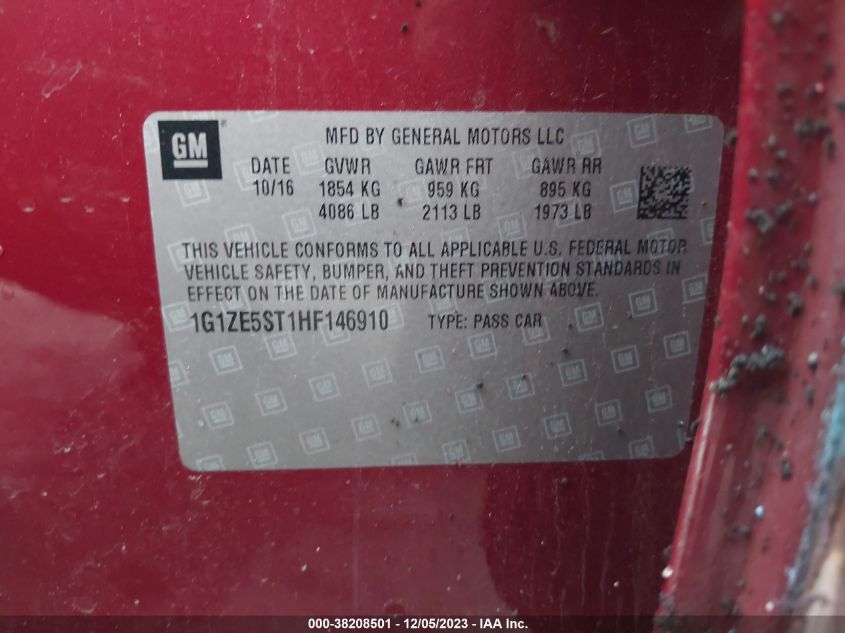 GM
MFD BY GENERAL MOTORS LLC
DATE GVWR GAWR FRT GAWR RR
10/16 1854 KG 959 KG 895 KG
4086 LB 2113 LB 1973 LB
THIS VEHICLE CONFORMS TO ALL APPLICABLE U.S. FEDERAL MOTOR
VEHICLE SAFETY, BUMPER, AND THEFT PREVENTION STANDARDS IN
EFFECT ON THE DATE OF MANUFACTURE SHOWN ABOVE.
1G1ZE5ST1HF146910 TYPE: PASS CAR
000-38208501 - 12/05/2023 - IAA Inc.